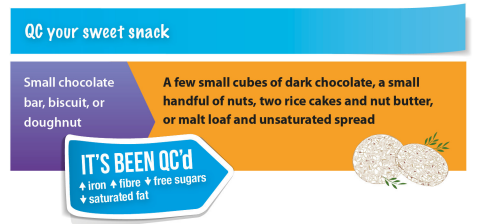 QC your sweet snack
Small chocolate
bar, biscuit, or
doughnut
A few small cubes of dark chocolate, a small
handful of nuts, two rice cakes and nut butter,
or malt loaf and unsaturated spread
IT'S BEEN QC'd
↑ iron ↑ fibre ↓ free sugars
↓ saturated fat